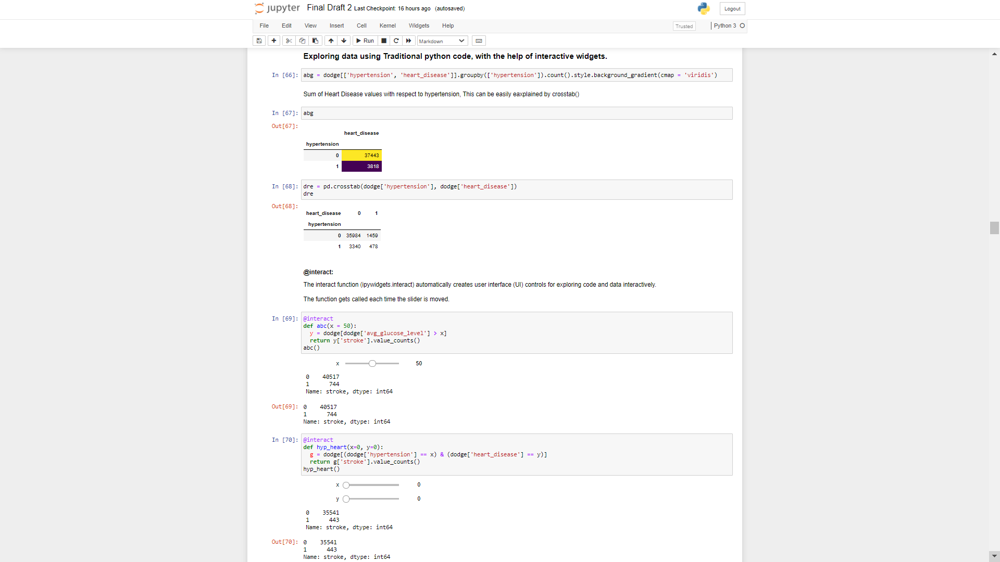 jupyter Final Draft 2 Last Checkpoint: 16 hours ago (autosaved) Logout
File Edit View Insert Cell Kernel Widgets Help Trusted Python 3
Run Markdown
Exploring data using Traditional python code, with the help of interactive widgets.
In [66]: abg = dodge[['hypertension', 'heart_disease']].groupby(['hypertension']).count().style.background_gradient(cmap = 'viridis')
Sum of Heart Disease values with respect to hypertension, This can be easily eaxplained by crosstab()
In [67]: abg
Out[67]:
heart_disease
hypertension
0 37443
1 3818
In [68]: dre = pd.crosstab(dodge['hypertension'], dodge['heart_disease'])
dre
Out[68]:
heart_disease 0 1
hypertension
0 35984 1459
1 3340 478
@interact:
The interact function (ipywidgets.interact) automatically creates user interface (UI) controls for exploring code and data interactively.
The function gets called each time the slider is moved.
In [69]: @interact
def abc(x = 50):
y = dodge[dodge['avg_glucose_level'] > x]
return y['stroke'].value_counts()
abc()
x 50
0 40517
1 744
Name: stroke, dtype: int64
Out[69]: 0 40517
1 744
Name: stroke, dtype: int64
In [70]: @interact
def hyp_heart(x=0, y=0):
g = dodge[(dodge['hypertension'] == x) & (dodge['heart_disease'] == y)]
return g['stroke'].value_counts()
hyp_heart()
x 0
y 0
0 35541
1 443
Name: stroke, dtype: int64
Out[70]: 0 35541
1 443
Name: stroke, dtype: int64